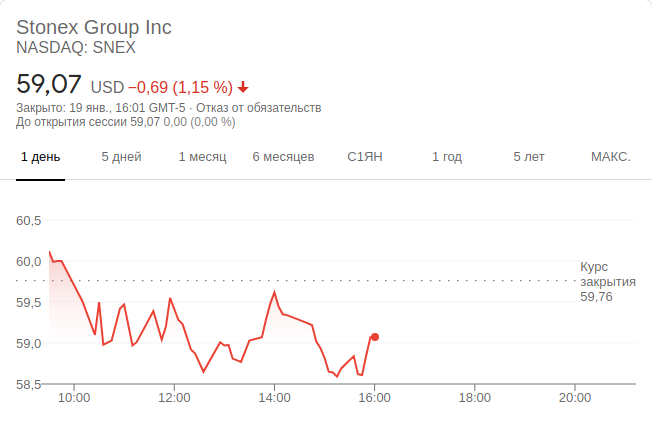 Stonex Group Inc
NASDAQ: SNEX
59,07 USD −0,69 (1,15 %)
Закрыто: 19 янв., 16:01 GMT-5 · Отказ от обязательств
До открытия сессии 59,07 0,00 (0,00 %)
1 день 5 дней 1 месяц 6 месяцев С1ЯН 1 год 5 лет МАКС.
60,5
60,0
Курс
закрытия
59,76
59,5
59,0
58,5
10:00 12:00 14:00 16:00 18:00 20:00